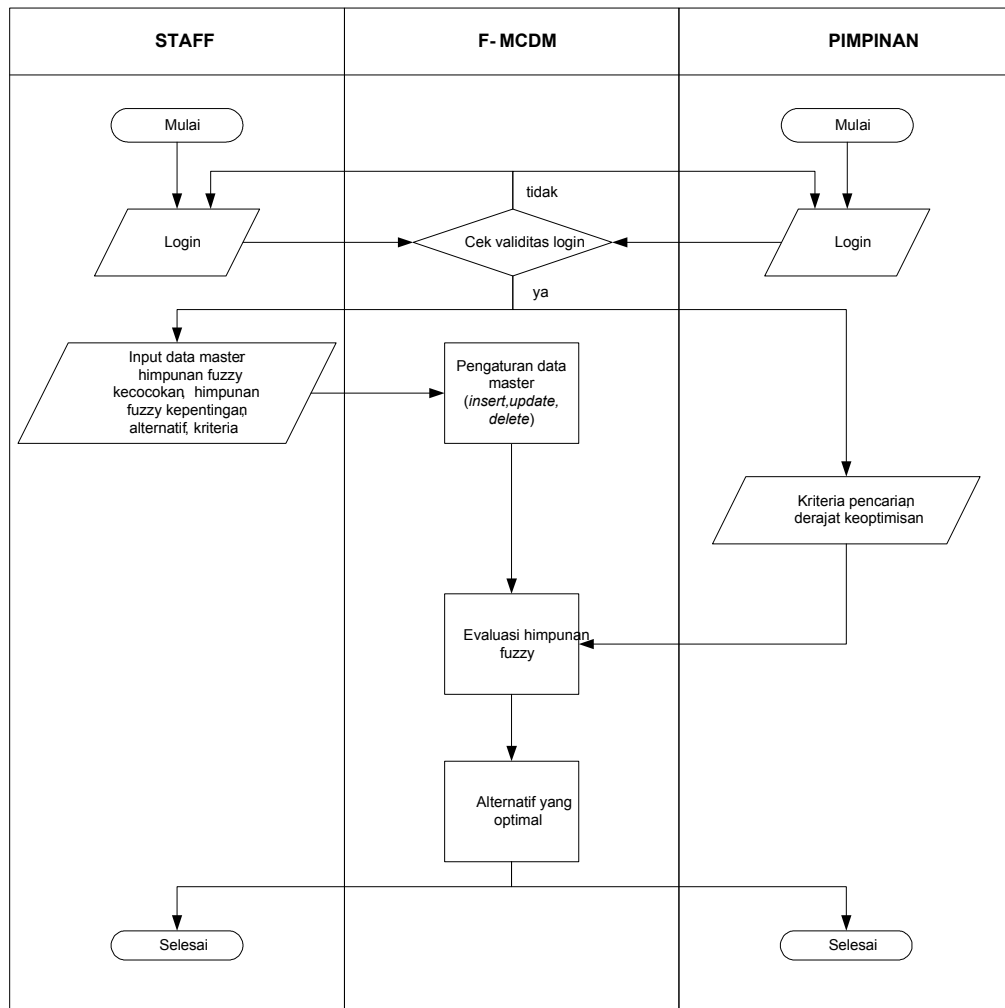 STAFF
F- MCDM
PIMPINAN
Mulai
Mulai
tidak
Login
Cek validitas login
Login
ya
Input data master
himpunan fuzzy
kecocokan, himpunan
fuzzy kepentingan,
alternatif, kriteria
Pengaturan data
master
(insert,update,
delete)
Kriteria pencarian,
derajat keoptimisan
Evaluasi himpunan
fuzzy
Alternatif yang
optimal
Selesai
Selesai